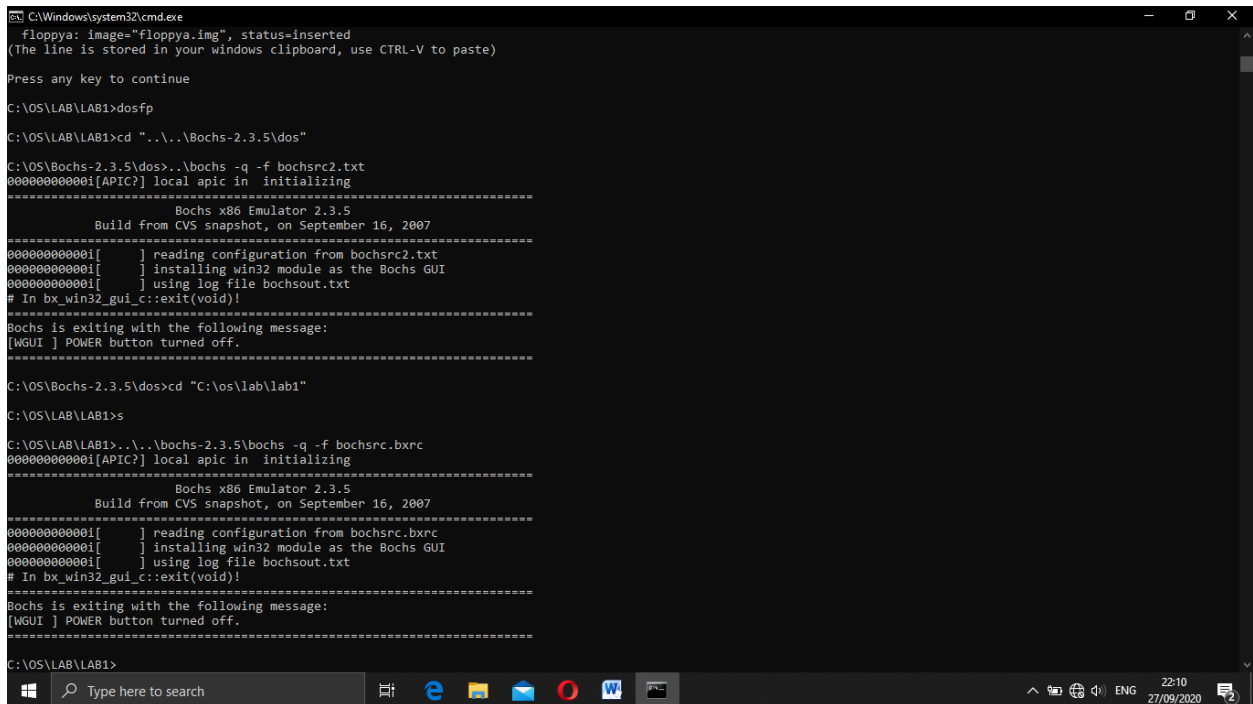 C:\Windows\system32\cmd.exe
floppya: image="floppya.img", status=inserted
(The line is stored in your windows clipboard, use CTRL-V to paste)
Press any key to continue
C:\OS\LAB\LAB1>dosfp
C:\OS\LAB\LAB1>cd "..\..\Bochs-2.3.5\dos"
C:\OS\Bochs-2.3.5\dos>..\bochs -q -f bochsrc2.txt
00000000000i[APIC?] local apic in  initializing
========================================================================
Bochs x86 Emulator 2.3.5
Build from CVS snapshot, on September 16, 2007
========================================================================
00000000000i[     ] reading configuration from bochsrc2.txt
00000000000i[     ] installing win32 module as the Bochs GUI
00000000000i[     ] using log file bochsout.txt
# In bx_win32_gui_c::exit(void)!
========================================================================
Bochs is exiting with the following message:
[WGUI ] POWER button turned off.
========================================================================
C:\OS\Bochs-2.3.5\dos>cd "C:\os\lab\lab1"
C:\OS\LAB\LAB1>s
C:\OS\LAB\LAB1>..\..\bochs-2.3.5\bochs -q -f bochsrc.bxrc
00000000000i[APIC?] local apic in  initializing
========================================================================
Bochs x86 Emulator 2.3.5
Build from CVS snapshot, on September 16, 2007
========================================================================
00000000000i[     ] reading configuration from bochsrc.bxrc
00000000000i[     ] installing win32 module as the Bochs GUI
00000000000i[     ] using log file bochsout.txt
# In bx_win32_gui_c::exit(void)!
========================================================================
Bochs is exiting with the following message:
[WGUI ] POWER button turned off.
========================================================================
C:\OS\LAB\LAB1>
Type here to search
ENG
22:10
27/09/2020
2